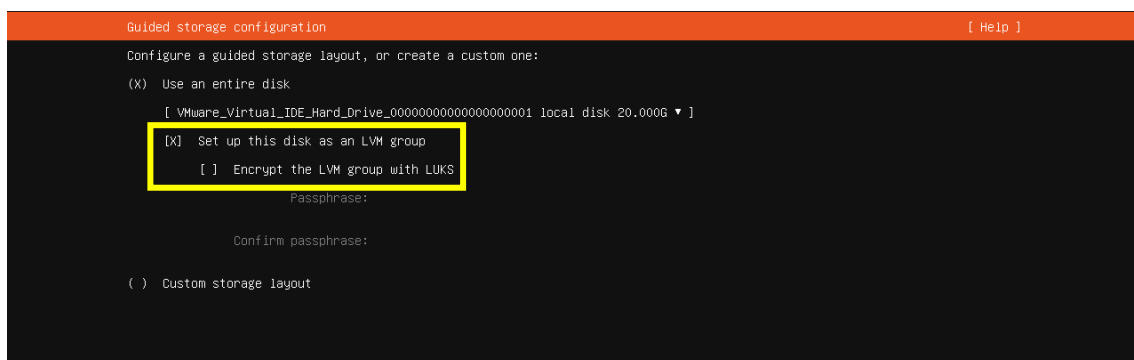 Guided storage configuration [ Help ]
Configure a guided storage layout, or create a custom one:
(X) Use an entire disk
[ VMware_Virtual_IDE_Hard_Drive_00000000000000000001 local disk 20.000G ▾ ]
[X] Set up this disk as an LVM group
[ ] Encrypt the LVM group with LUKS
Passphrase:
Confirm passphrase:
( ) Custom storage layout